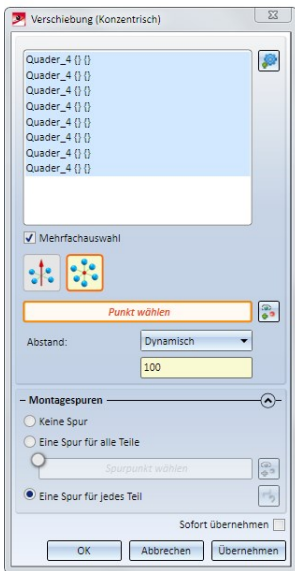 Verschiebung (Konzentrisch)
Quader_4 {} {}
Quader_4 {} {}
Quader_4 {} {}
Quader_4 {} {}
Quader_4 {} {}
Quader_4 {} {}
Quader_4 {} {}
Quader_4 {} {}
Mehrfachauswahl
Punkt wählen
Abstand: Dynamisch
100
Montagespuren
Keine Spur
Eine Spur für alle Teile
Spurpunkt wählen
Eine Spur für jedes Teil
Sofort übernehmen
OK Abbrechen Übernehmen